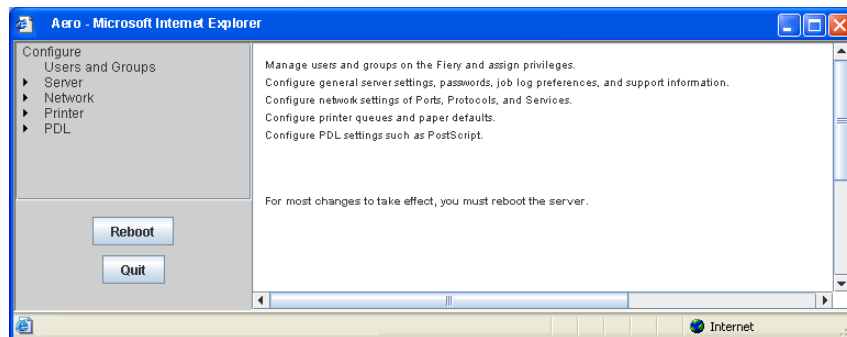 Aero - Microsoft Internet Explorer
Configure
Users and Groups
Server
Network
Printer
PDL
Reboot
Quit
Manage users and groups on the Fiery and assign privileges.
Configure general server settings, passwords, job log preferences, and support information.
Configure network settings of Ports, Protocols, and Services.
Configure printer queues and paper defaults.
Configure PDL settings such as PostScript.
For most changes to take effect, you must reboot the server.
Internet